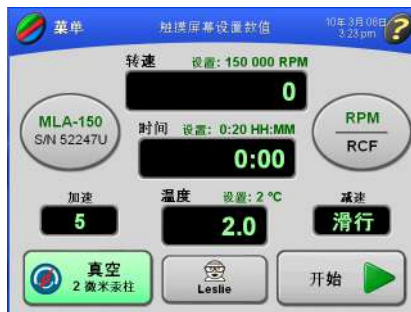 菜单
触摸屏幕设置数值
10年 3月 08日
3:23 pm
?
转速 设置: 150 000 RPM
0
MLA-150
S/N 52247U
时间 设置: 0:20 HH:MM
0:00
RPM
RCF
加速
5
温度 设置: 2 °C
2.0
减速
滑行
真空
2 微米汞柱
Leslie
开始